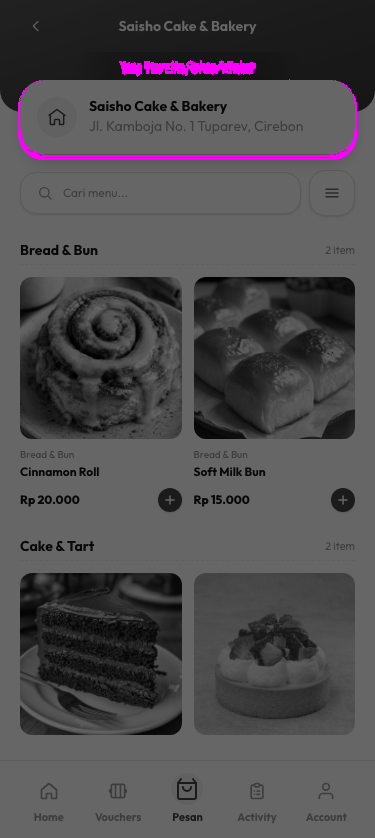 Saisho Cake & Bakery
Saisho Cake & Bakery
Jl. Kamboja No. 1 Tuparev, Cirebon
Cari menu...
Bread & Bun
2 item
Bread & Bun
Cinnamon Roll
Rp 20.000
Bread & Bun
Soft Milk Bun
Rp 15.000
Cake & Tart
2 item
Home
Vouchers
Pesan
Activity
Account